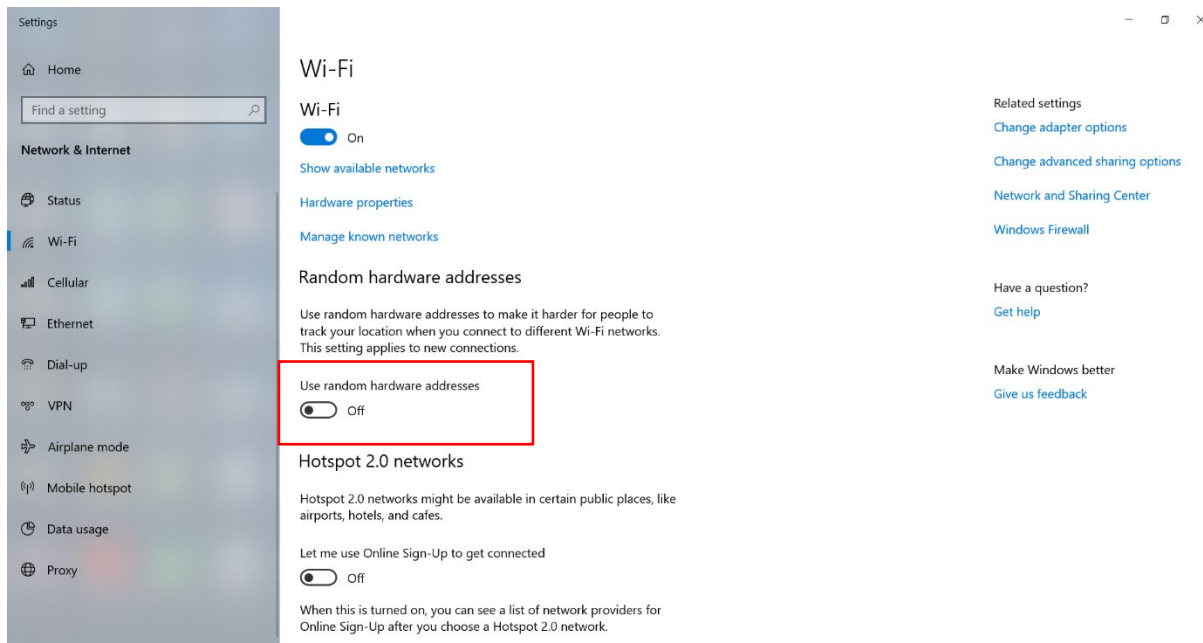 Settings
Home
Find a setting
Network & Internet
Status
Wi-Fi
Cellular
Ethernet
Dial-up
VPN
Airplane mode
Mobile hotspot
Data usage
Proxy
Wi-Fi
Wi-Fi
On
Show available networks
Hardware properties
Manage known networks
Random hardware addresses
Use random hardware addresses to make it harder for people to
track your location when you connect to different Wi-Fi networks.
This setting applies to new connections.
Use random hardware addresses
Off
Hotspot 2.0 networks
Hotspot 2.0 networks might be available in certain public places, like
airports, hotels, and cafes.
Let me use Online Sign-Up to get connected
Off
When this is turned on, you can see a list of network providers for
Online Sign-Up after you choose a Hotspot 2.0 network.
Related settings
Change adapter options
Change advanced sharing options
Network and Sharing Center
Windows Firewall
Have a question?
Get help
Make Windows better
Give us feedback